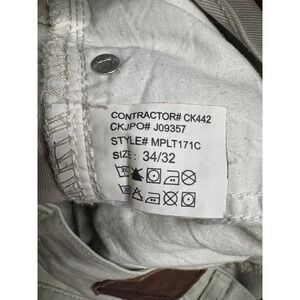 CONTRACTOR# CK442
CKJPO# J09357
STYLE# MPLT171C
SIZE: 34/32